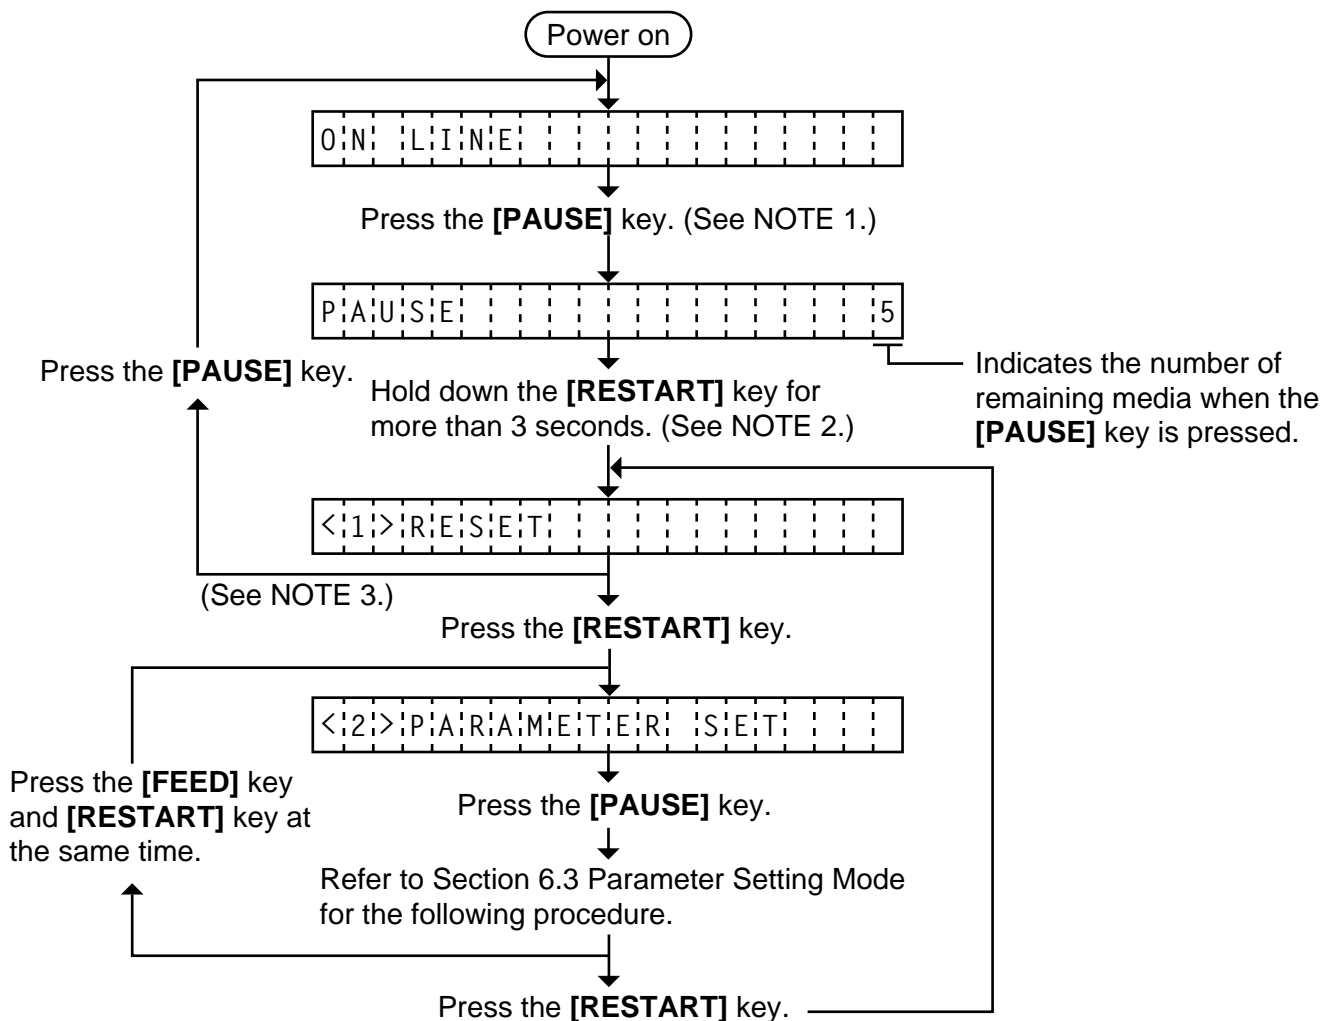 Power on
ON LINE
Press the [PAUSE] key. (See NOTE 1.)
PAUSE 5
Indicates the number of
remaining media when the
[PAUSE] key is pressed.
Press the [PAUSE] key.
Hold down the [RESTART] key for
more than 3 seconds. (See NOTE 2.)
<1>RESET
(See NOTE 3.)
Press the [RESTART] key.
<2>PARAMETER SET
Press the [FEED] key
and [RESTART] key at
the same time.
Press the [PAUSE] key.
Refer to Section 6.3 Parameter Setting Mode
for the following procedure.
Press the [RESTART] key.